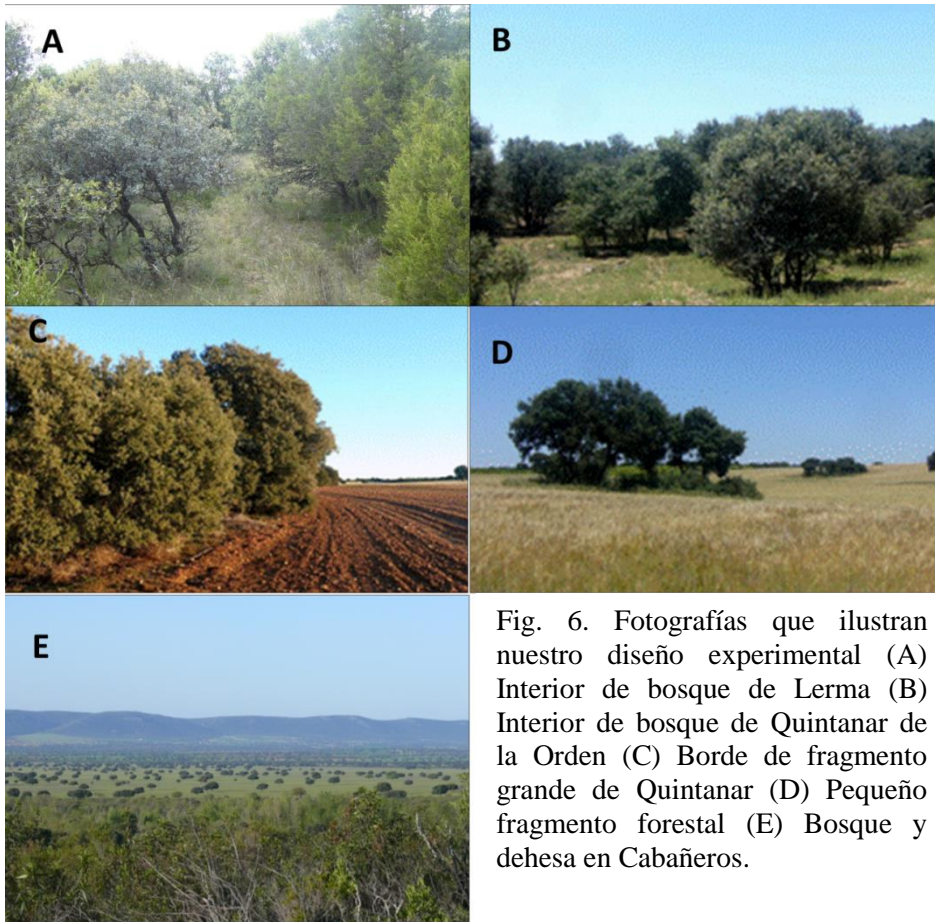 A
B
C
D
E
Fig. 6. Fotografías que ilustran
nuestro diseño experimental (A)
Interior de bosque de Lerma (B)
Interior de bosque de Quintanar de
la Orden (C) Borde de fragmento
grande de Quintanar (D) Pequeño
fragmento forestal (E) Bosque y
dehesa en Cabañeros.